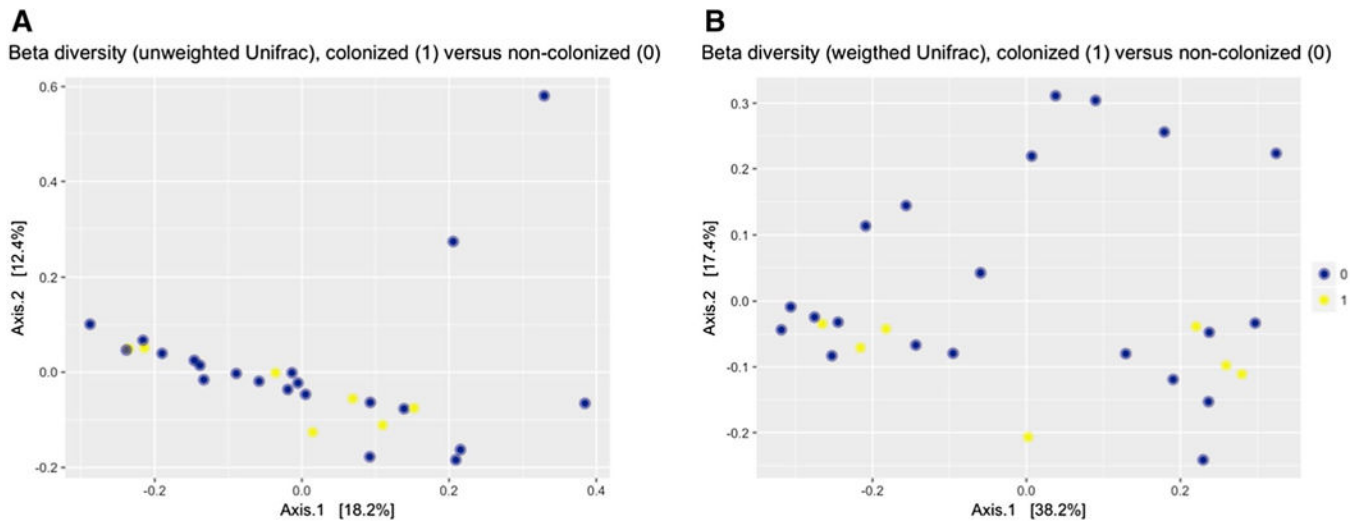 A
Beta diversity (unweighted Unifrac), colonized (1) versus non-colonized (0)
0.6
0.4
0.2
0.0
-0.2
Axis.2 [12.4%]
-0.2
0.0
0.2
0.4
Axis.1 [18.2%]
B
Beta diversity (weigthed Unifrac), colonized (1) versus non-colonized (0)
0.3
0.2
0.1
0.0
-0.1
-0.2
Axis.2 [17.4%]
-0.2
0.0
0.2
Axis.1 [38.2%]
0
1